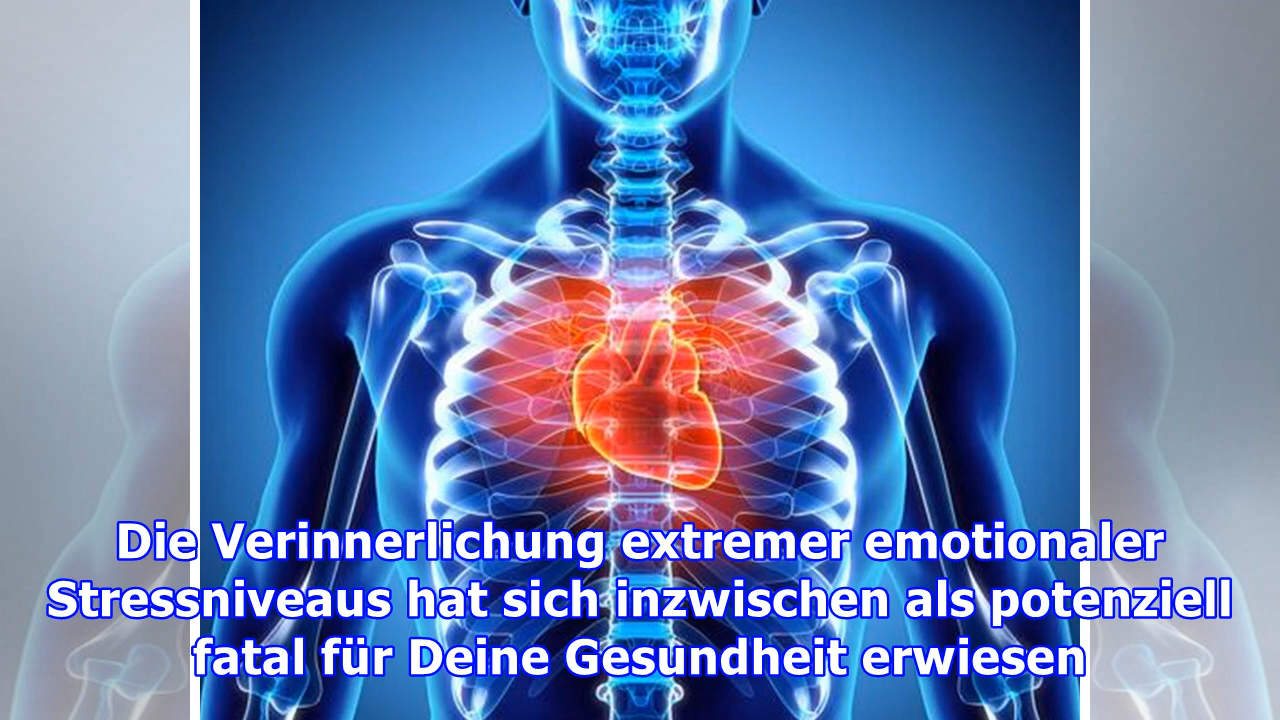 Die Verinnerlichung extremer emotionaler
Stressniveaus hat sich inzwischen als potenziell
fatal für Deine Gesundheit erwiesen